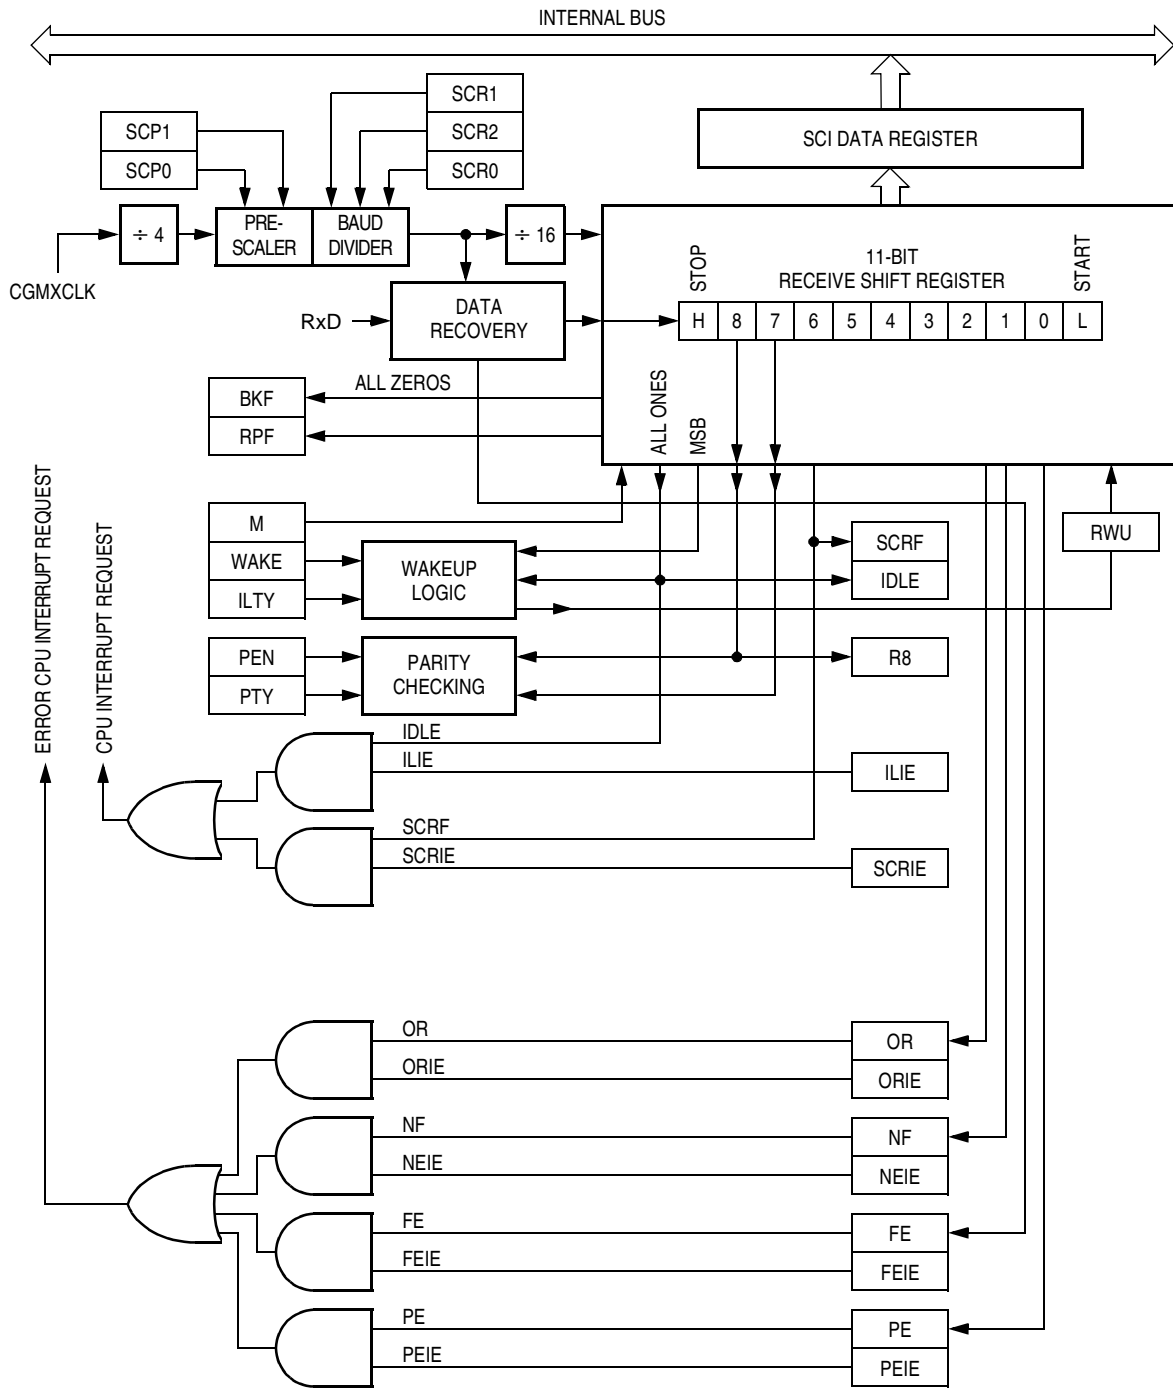 INTERNAL BUS
SCR1
SCR2
SCR0
SCP1
SCP0
SCI DATA REGISTER
÷ 4
PRE-
SCALER
BAUD
DIVIDER
÷ 16
CGMXCLK
STOP
11-BIT
RECEIVE SHIFT REGISTER
START
RxD
DATA
RECOVERY
H 8 7 6 5 4 3 2 1 0 L
ALL ZEROS
BKF
RPF
ALL ONES
MSB
ERROR CPU INTERRUPT REQUEST
CPU INTERRUPT REQUEST
M
WAKE
ILTY
WAKEUP
LOGIC
SCRF
IDLE
RWU
PEN
PTY
PARITY
CHECKING
R8
IDLE
ILIE
ILIE
SCRF
SCRIE
SCRIE
OR
ORIE
OR
ORIE
NF
NEIE
NF
NEIE
FE
FEIE
FE
FEIE
PE
PEIE
PE
PEIE